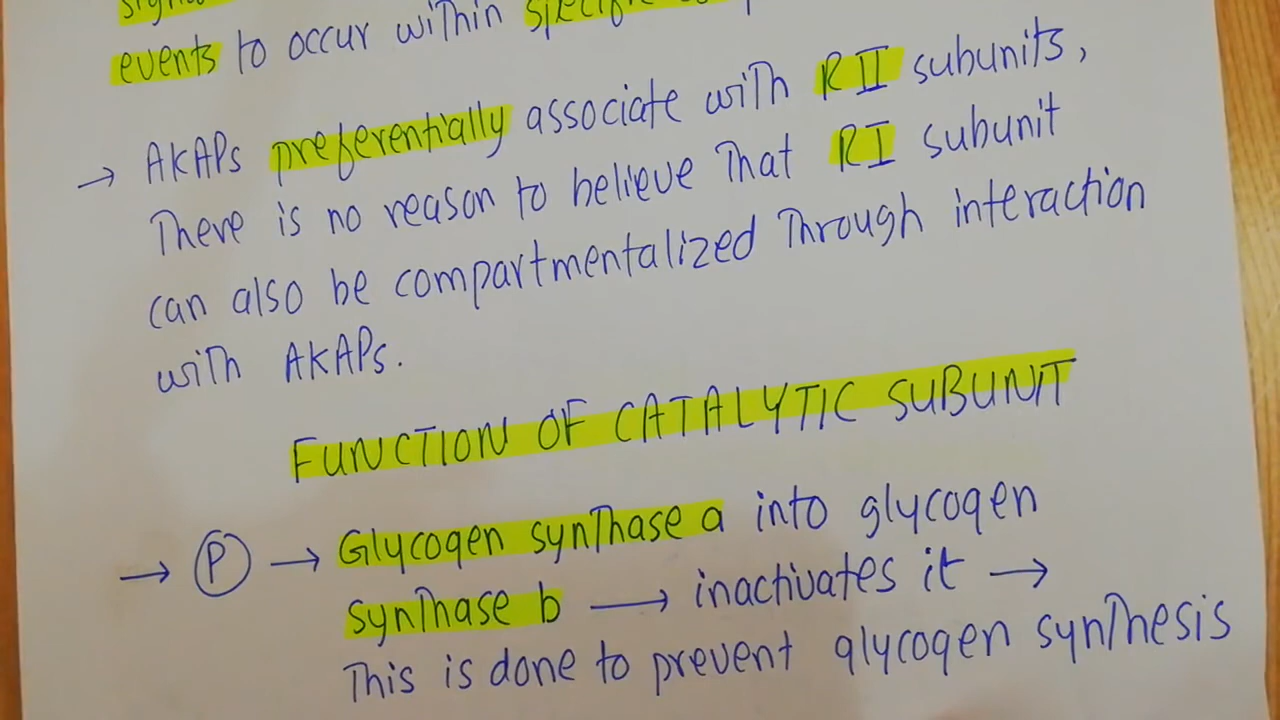 events to occur within
→ AKAPs preferentially associate with RII subunits,
There is no reason to believe That RI subunit
can also be compartmentalized Through interaction
with AKAPs.
FUNCTION OF CATALYTIC SUBUNIT
→ Ⓟ → Glycogen synThase a into glycogen
synThase b → inactivates it →
This is done to prevent glycogen synThesis